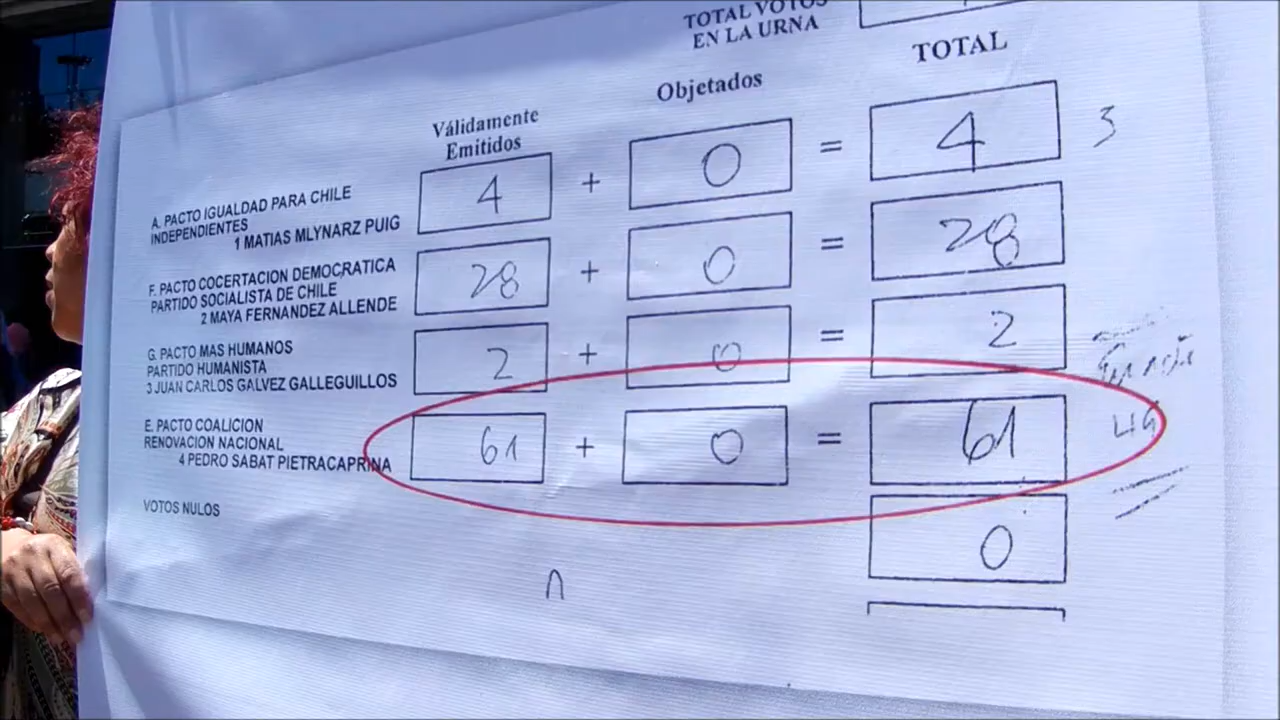 TOTAL VOTOS
EN LA URNA
Válidamente
Emitidos
Objetados
TOTAL
A. PACTO IGUALDAD PARA CHILE
INDEPENDIENTES
1 MATIAS MLYNARZ PUIG
4 + 0 = 4 3
F. PACTO COCERTACION DEMOCRATICA
PARTIDO SOCIALISTA DE CHILE
2 MAYA FERNANDEZ ALLENDE
28 + 0 = 28
G. PACTO MAS HUMANOS
PARTIDO HUMANISTA
3 JUAN CARLOS GALVEZ GALLEGUILLOS
2 + 0 = 2
E. PACTO COALICION
RENOVACION NACIONAL
4 PEDRO SABAT PIETRACAPRINA
61 + 0 = 61
VOTOS NULOS
0